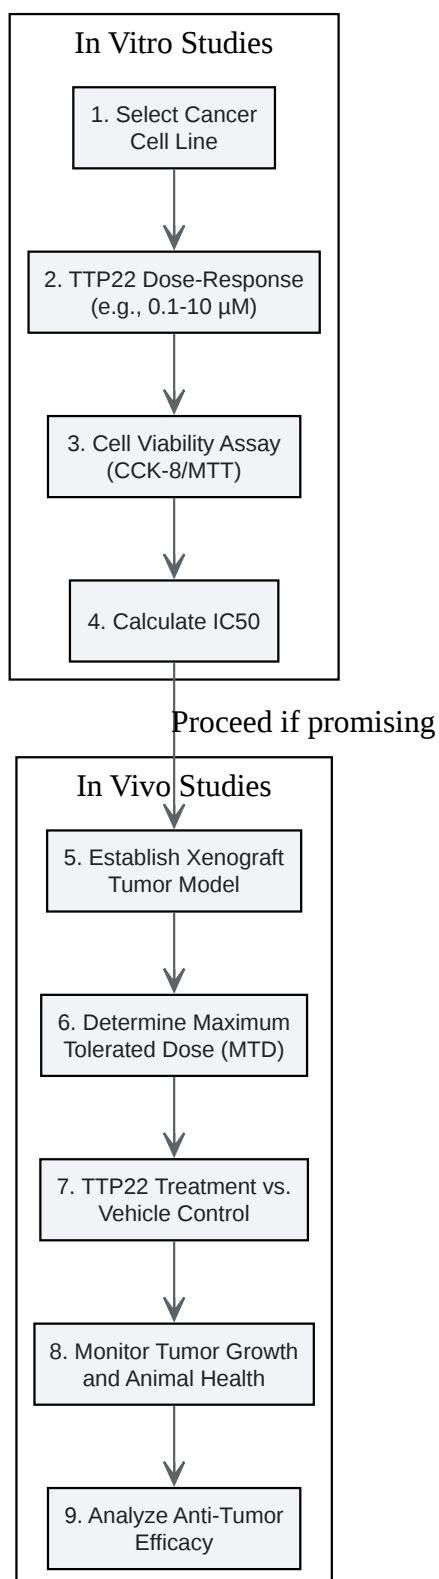 In Vitro Studies
1. Select Cancer
Cell Line
2. TTP22 Dose-Response
(e.g., 0.1-10 µM)
3. Cell Viability Assay
(CCK-8/MTT)
4. Calculate IC50
Proceed if promising
In Vivo Studies
5. Establish Xenograft
Tumor Model
6. Determine Maximum
Tolerated Dose (MTD)
7. TTP22 Treatment vs.
Vehicle Control
8. Monitor Tumor Growth
and Animal Health
9. Analyze Anti-Tumor
Efficacy